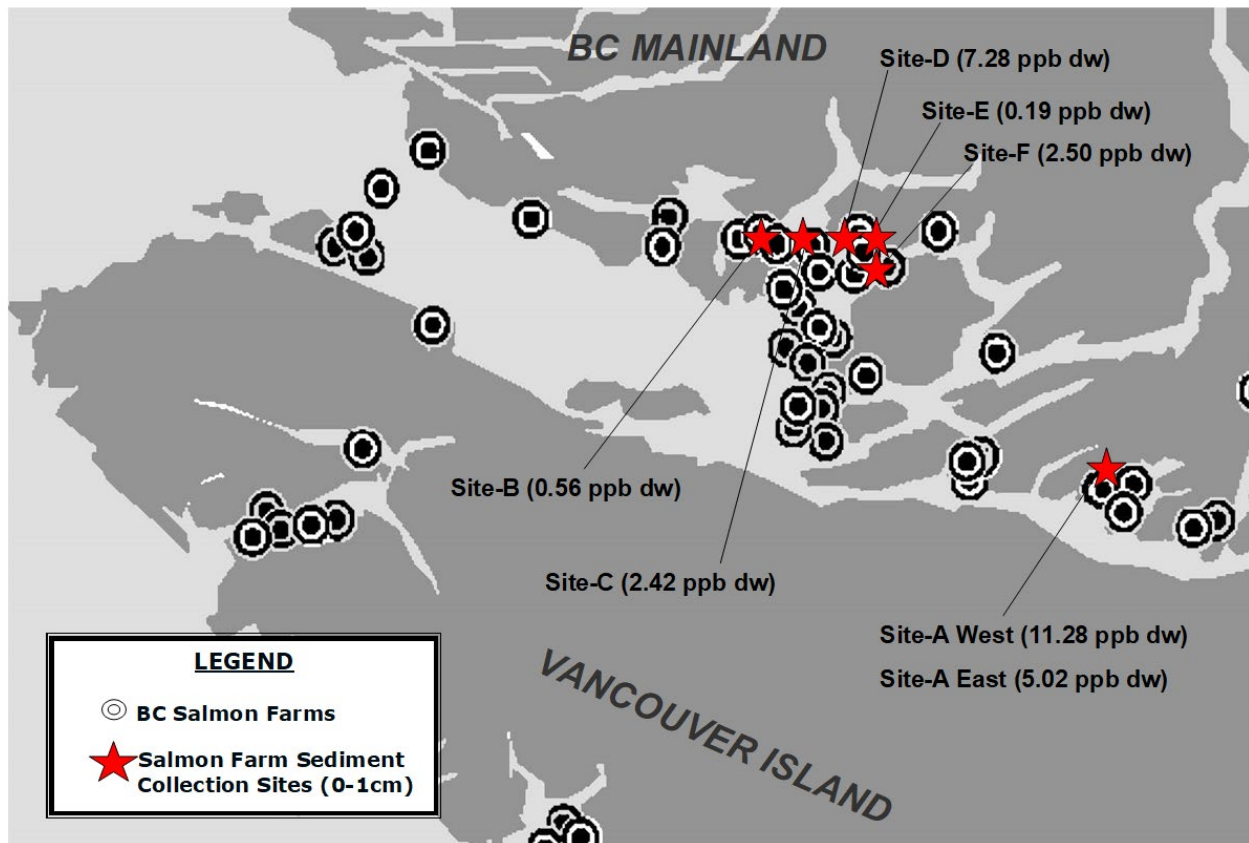 BC MAINLAND
Site-D (7.28 ppb dw)
Site-E (0.19 ppb dw)
Site-F (2.50 ppb dw)
Site-B (0.56 ppb dw)
Site-C (2.42 ppb dw)
Site-A West (11.28 ppb dw)
Site-A East (5.02 ppb dw)
VANCOUVER ISLAND
LEGEND
BC Salmon Farms
Salmon Farm Sediment
Collection Sites (0-1cm)